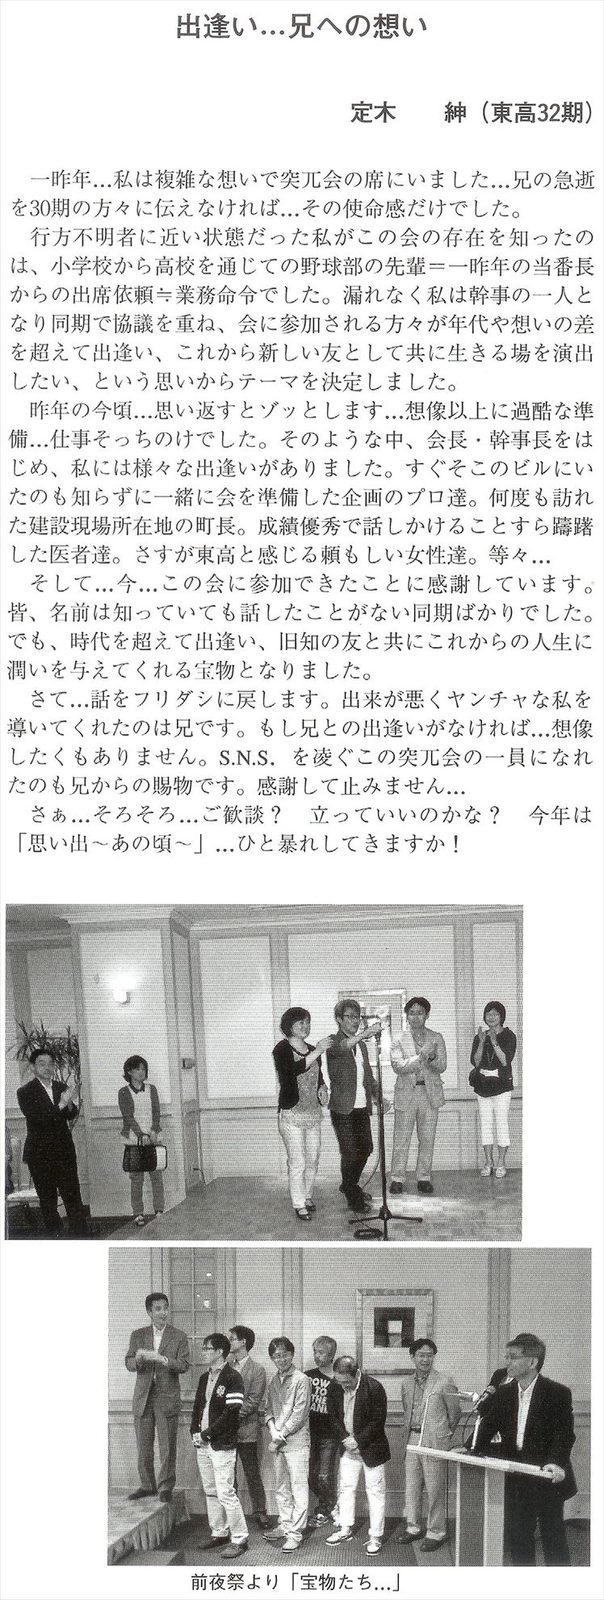 出逢い…兄への想い
定木　　紳（東高32期）
　一昨年…私は複雑な想いで突兀会の席にいました…兄の急逝
を30期の方々に伝えなければ…その使命感だけでした。
　行方不明者に近い状態だった私がこの会の存在を知ったの
は、小学校から高校を通じての野球部の先輩＝一昨年の当番長
からの出席依頼≒業務命令でした。漏れなく私は幹事の一人と
なり同期で協議を重ね、会に参加される方々が年代や想いの差
を超えて出逢い、これから新しい友として共に生きる場を演出
したい、という思いからテーマを決定しました。
　昨年の今頃…思い返すとゾッとします…想像以上に過酷な準
備…仕事そっちのけでした。そのような中、会長・幹事長をは
じめ、私には様々な出逢いがありました。すぐそこのビルにい
たのも知らずに一緒に会を準備した企画のプロ達。何度も訪れ
た建設現場所在地の町長。成績優秀で話しかけることすら躊躇
した医者達。さすが東高と感じる頼もしい女性達。等々…
　そして…今…この会に参加できたことに感謝しています。
皆、名前は知っていても話したことがない同期ばかりでした。
でも、時代を超えて出逢い、旧知の友と共にこれからの人生に
潤いを与えてくれる宝物となりました。
　さて…話をフリダシに戻します。出来が悪くヤンチャな私を
導いてくれたのは兄です。もし兄との出逢いがなければ…想像
したくもありません。S.N.S．を凌ぐこの突兀会の一員になれ
たのも兄からの賜物です。感謝して止みません…
　さぁ…そろそろ…ご歓談？　立っていいのかな？　今年は
「思い出～あの頃～」…ひと暴れしてきますか！
前夜祭より「宝物たち…」